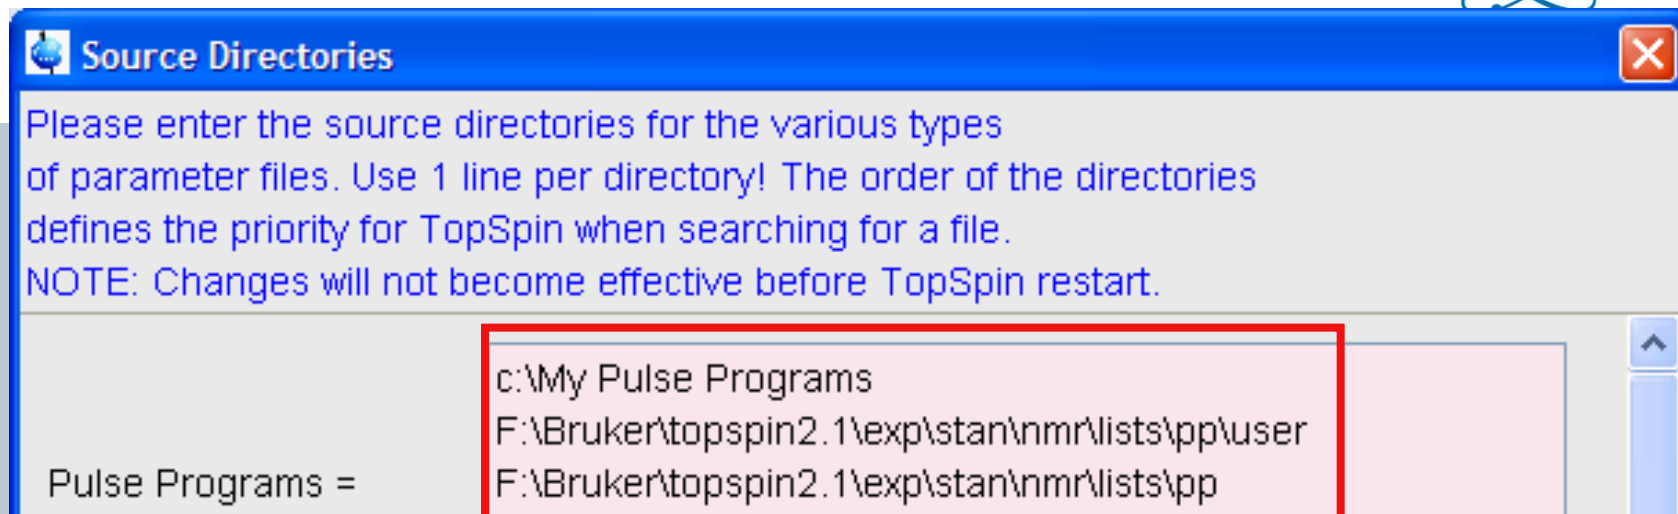 Source Directories
Please enter the source directories for the various types
of parameter files. Use 1 line per directory! The order of the directories
defines the priority for TopSpin when searching for a file.
NOTE: Changes will not become effective before TopSpin restart.
c:\My Pulse Programs
F:\Bruker\topspin2.1\exp\stan\nmr\lists\pp\user
Pulse Programs = F:\Bruker\topspin2.1\exp\stan\nmr\lists\pp